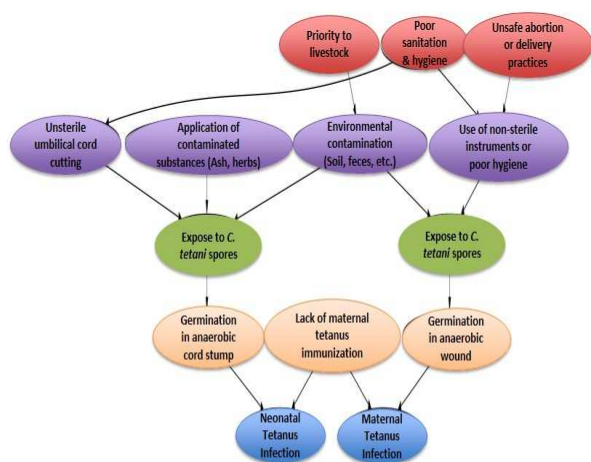 Priority to
livestock
Poor
sanitation
& hygiene
Unsafe abortion
or delivery
practices
Unsterile
umbilical cord
cutting
Application of
contaminated
substances (Ash, herbs)
Environmental
contamination
(Soil, feces, etc.)
Use of non-sterile
instruments or
poor hygiene
Expose to C.
tetani spores
Expose to C.
tetani spores
Germination
in anaerobic
cord stump
Lack of maternal
tetanus
immunization
Germination
in anaerobic
wound
Neonatal
Tetanus
Infection
Maternal
Tetanus
Infection